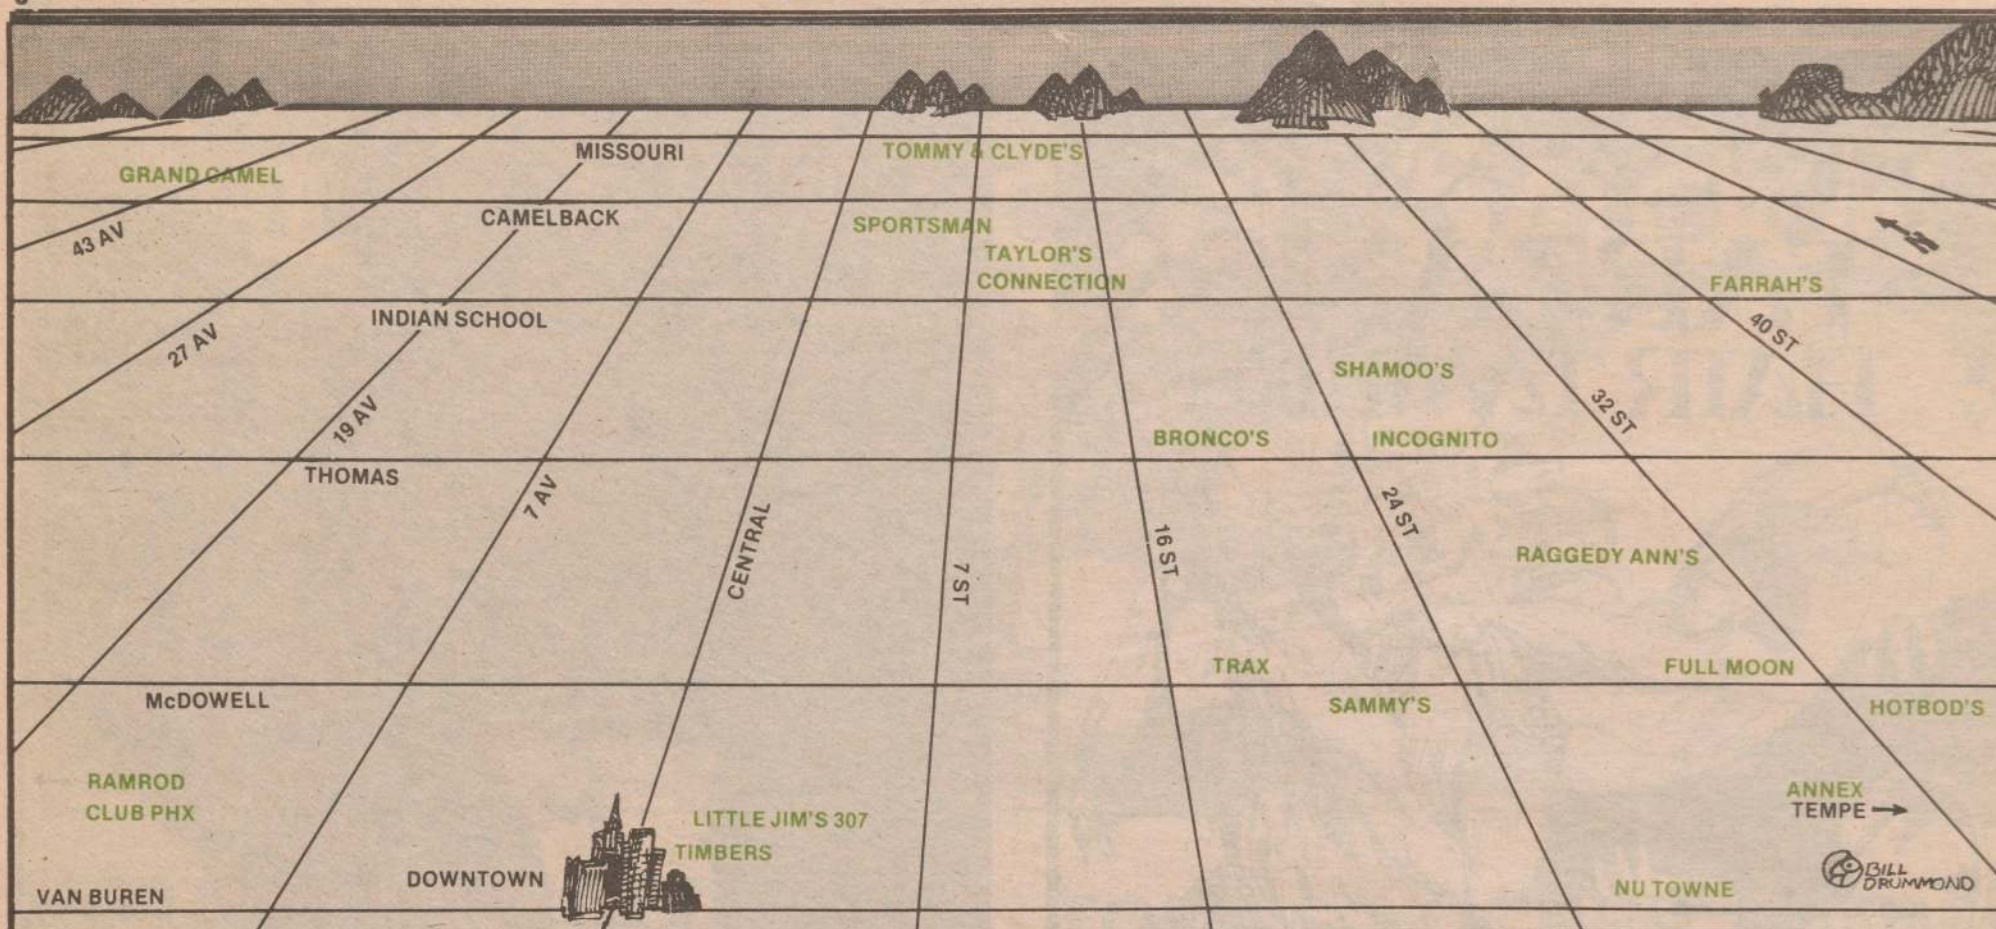 MISSOURI
TOMMY & CLYDE'S
GRAND CAMEL
CAMELBACK
SPORTSMAN
43 AV
N
TAYLOR'S
CONNECTION
FARRAH'S
INDIAN SCHOOL
27 AV
40 ST
SHAMOO'S
19 AV
32 ST
BRONCO'S
INCOGNITO
THOMAS
7 AV
24 ST
CENTRAL
7 ST
16 ST
RAGGEDY ANN'S
TRAX
FULL MOON
McDOWELL
SAMMY'S
HOTBOD'S
RAMROD
CLUB PHX
ANNEX
TEMPE
LITTLE JIM'S 307
TIMBERS
DOWNTOWN
VAN BUREN
NU TOWNE
BILL
DRUMMOND